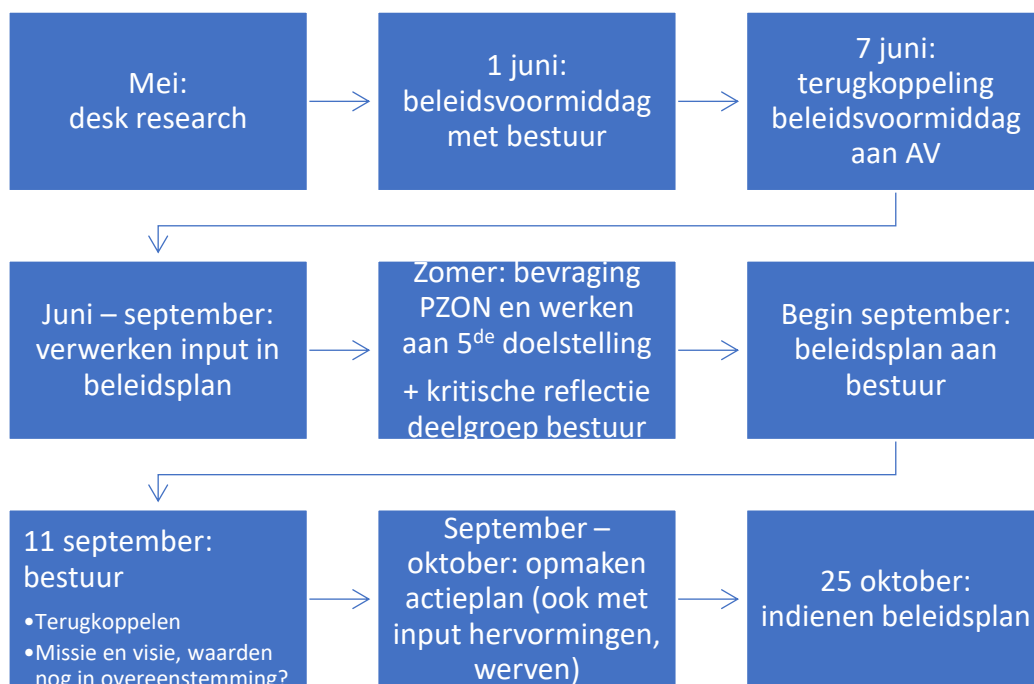 Mei:
desk research
1 juni:
beleidsvoormiddag
met bestuur
7 juni:
terugkoppeling
beleidsvoormiddag
aan AV
Juni – september:
verwerken input in
beleidsplan
Zomer: bevraging
PZON en werken
aan 5de doelstelling
+ kritische reflectie
deelgroep bestuur
Begin september:
beleidsplan aan
bestuur
11 september:
bestuur
•Terugkoppelen
•Missie en visie, waarden
nog in overeenstemming?
September –
oktober: opmaken
actieplan (ook met
input hervormingen,
werven)
25 oktober:
indienen beleidsplan